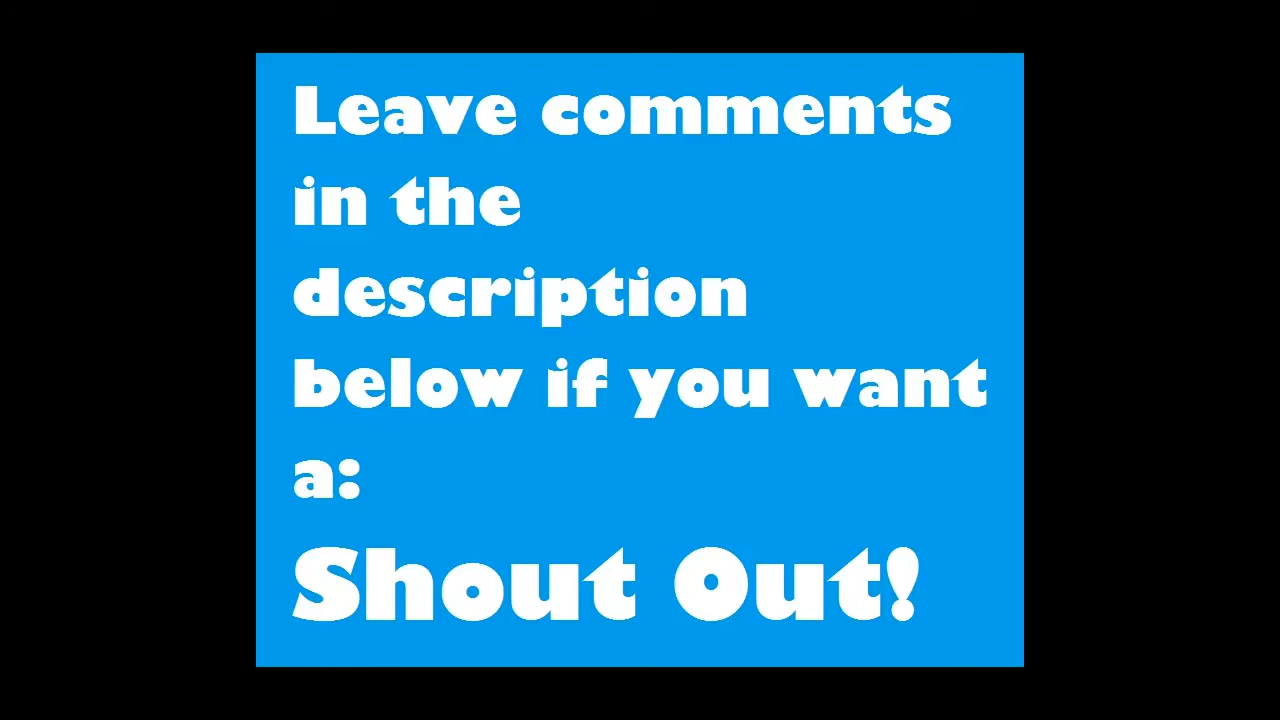 Leave comments
in the
description
below if you want
a:
Shout Out!